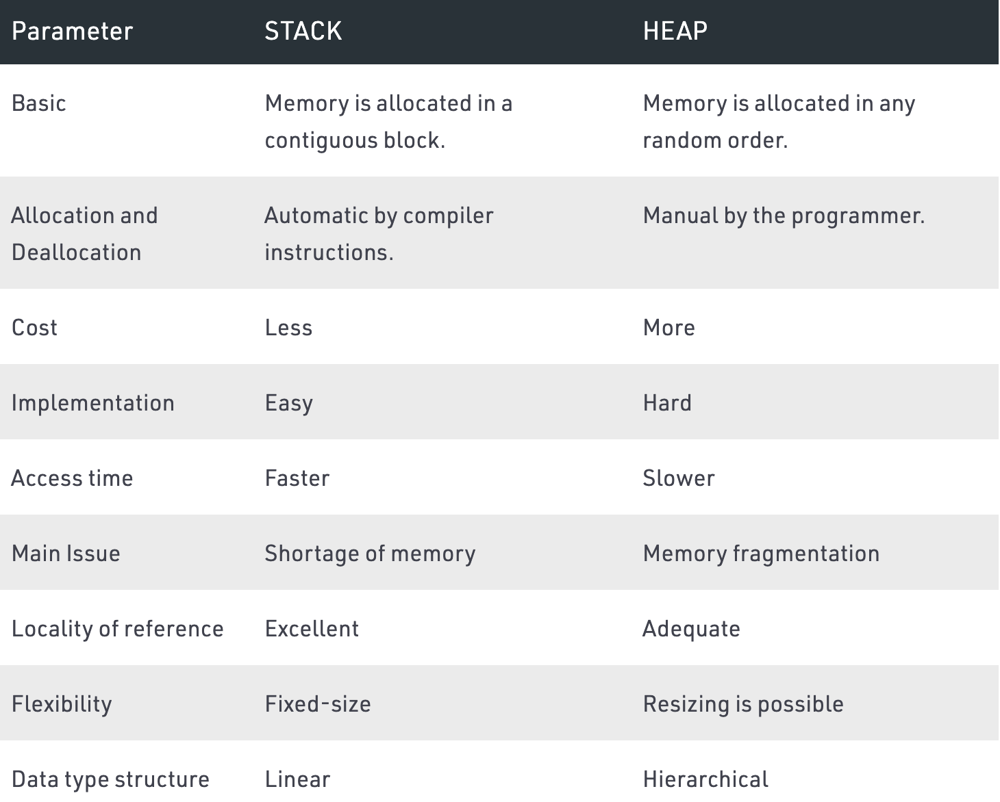 Parameter STACK HEAP
Basic Memory is allocated in a Memory is allocated in any
contiguous block. random order.
Allocation and Automatic by compiler Manual by the programmer.
Deallocation instructions.
Cost Less More
Implementation Easy Hard
Access time Faster Slower
Main Issue Shortage of memory Memory fragmentation
Locality of reference Excellent Adequate
Flexibility Fixed-size Resizing is possible
Data type structure Linear Hierarchical